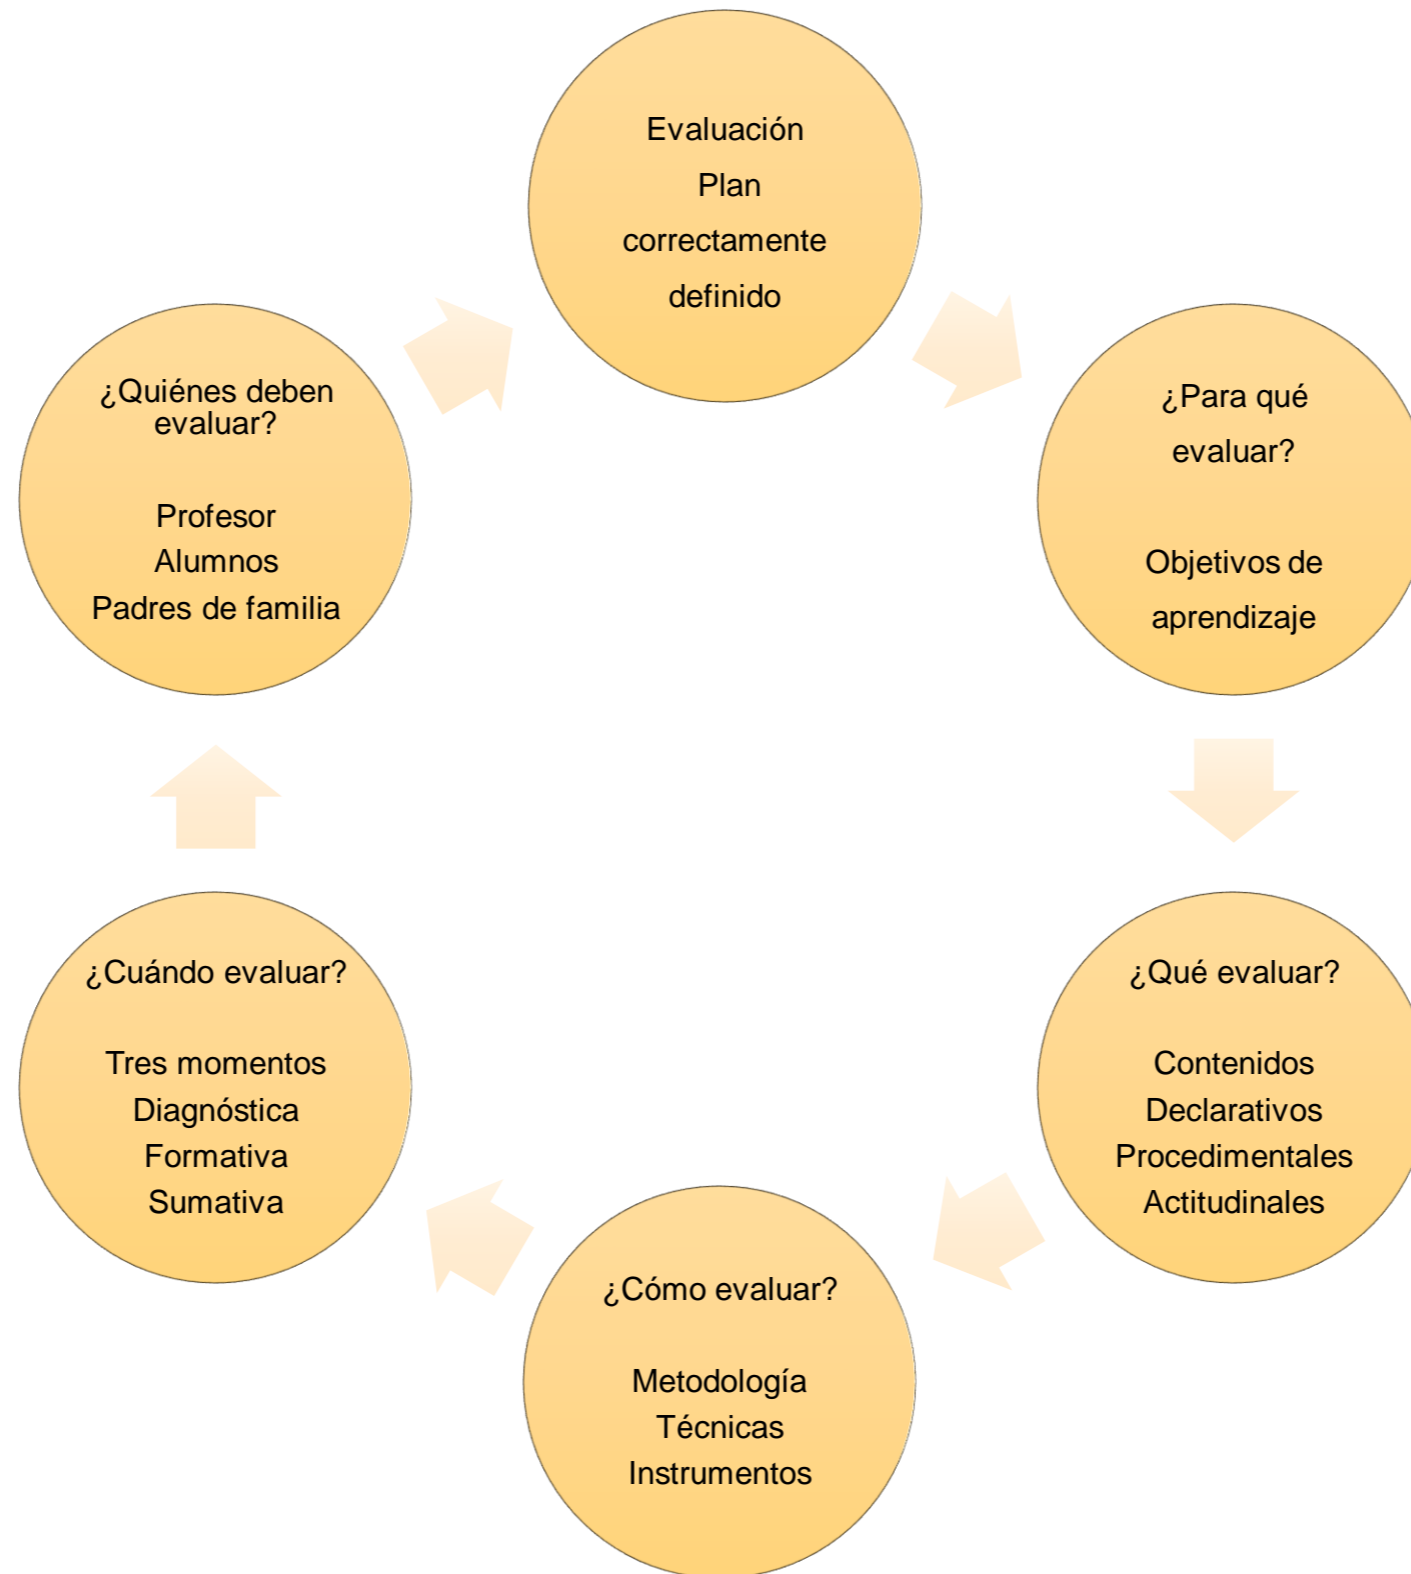 Evaluación
Plan
correctamente
definido
¿Para qué
evaluar?
Objetivos de
aprendizaje
¿Qué evaluar?
Contenidos
Declarativos
Procedimentales
Actitudinales
¿Cómo evaluar?
Metodología
Técnicas
Instrumentos
¿Cuándo evaluar?
Tres momentos
Diagnóstica
Formativa
Sumativa
¿Quiénes deben
evaluar?
Profesor
Alumnos
Padres de familia